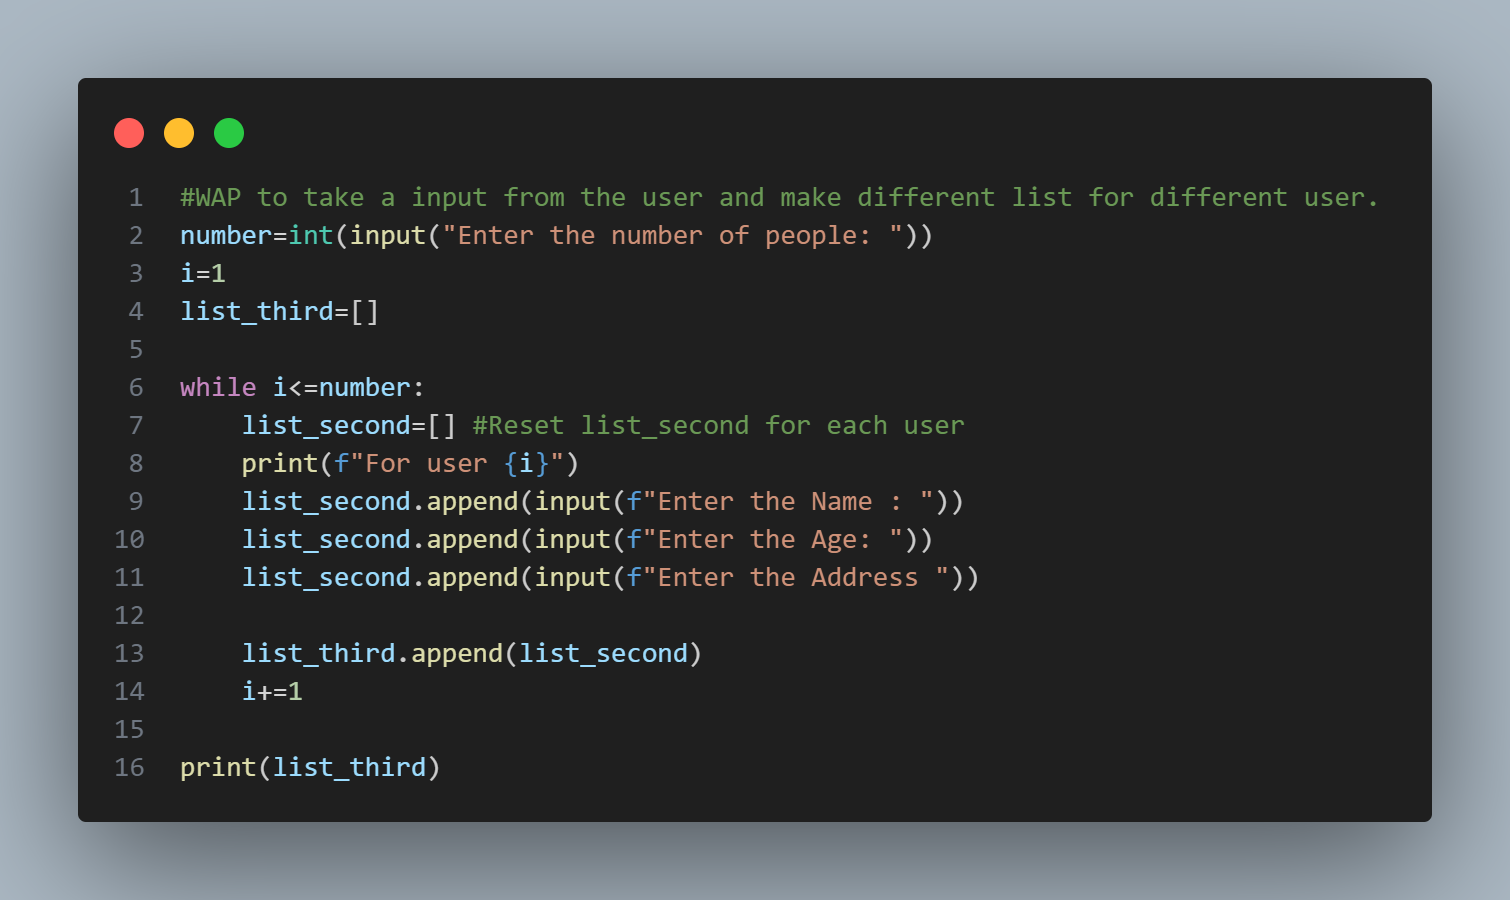 1 #WAP to take a input from the user and make different list for different user.
2 number=int(input("Enter the number of people: "))
3 i=1
4 list_third=[]
5
6 while i<=number:
7     list_second=[] #Reset list_second for each user
8     print(f"For user {i}")
9     list_second.append(input(f"Enter the Name : "))
10     list_second.append(input(f"Enter the Age: "))
11     list_second.append(input(f"Enter the Address "))
12
13     list_third.append(list_second)
14     i+=1
15
16 print(list_third)